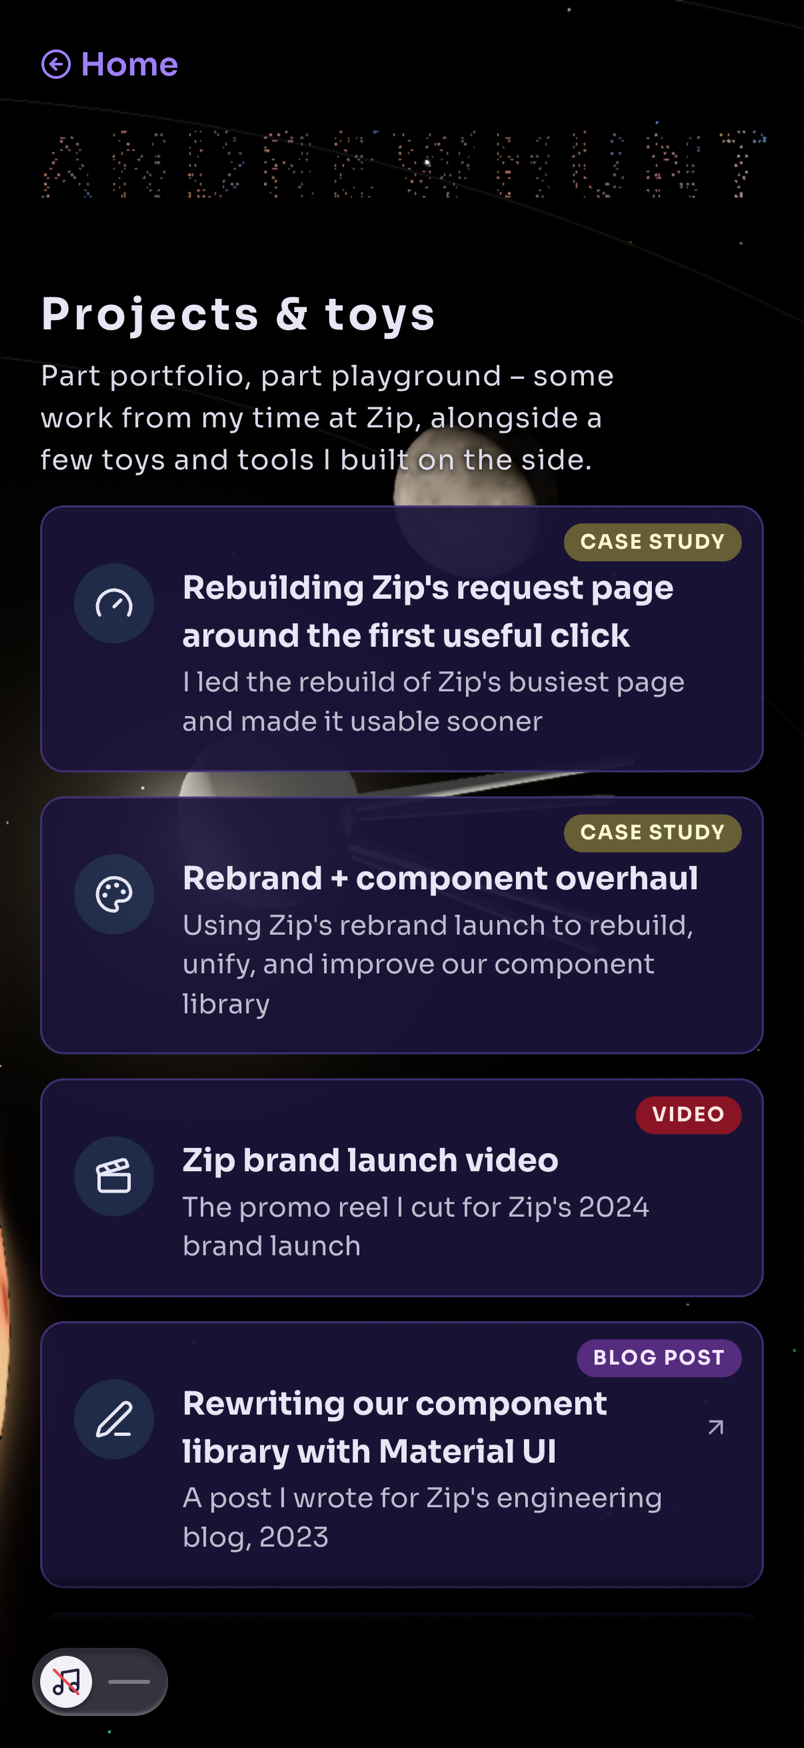 Home
ANDREW HUNT
Projects & toys
Part portfolio, part playground – some
work from my time at Zip, alongside a
few toys and tools I built on the side.
CASE STUDY
Rebuilding Zip's request page
around the first useful click
I led the rebuild of Zip's busiest page
and made it usable sooner
CASE STUDY
Rebrand + component overhaul
Using Zip's rebrand launch to rebuild,
unify, and improve our component
library
VIDEO
Zip brand launch video
The promo reel I cut for Zip's 2024
brand launch
BLOG POST
Rewriting our component
library with Material UI
A post I wrote for Zip's engineering
blog, 2023